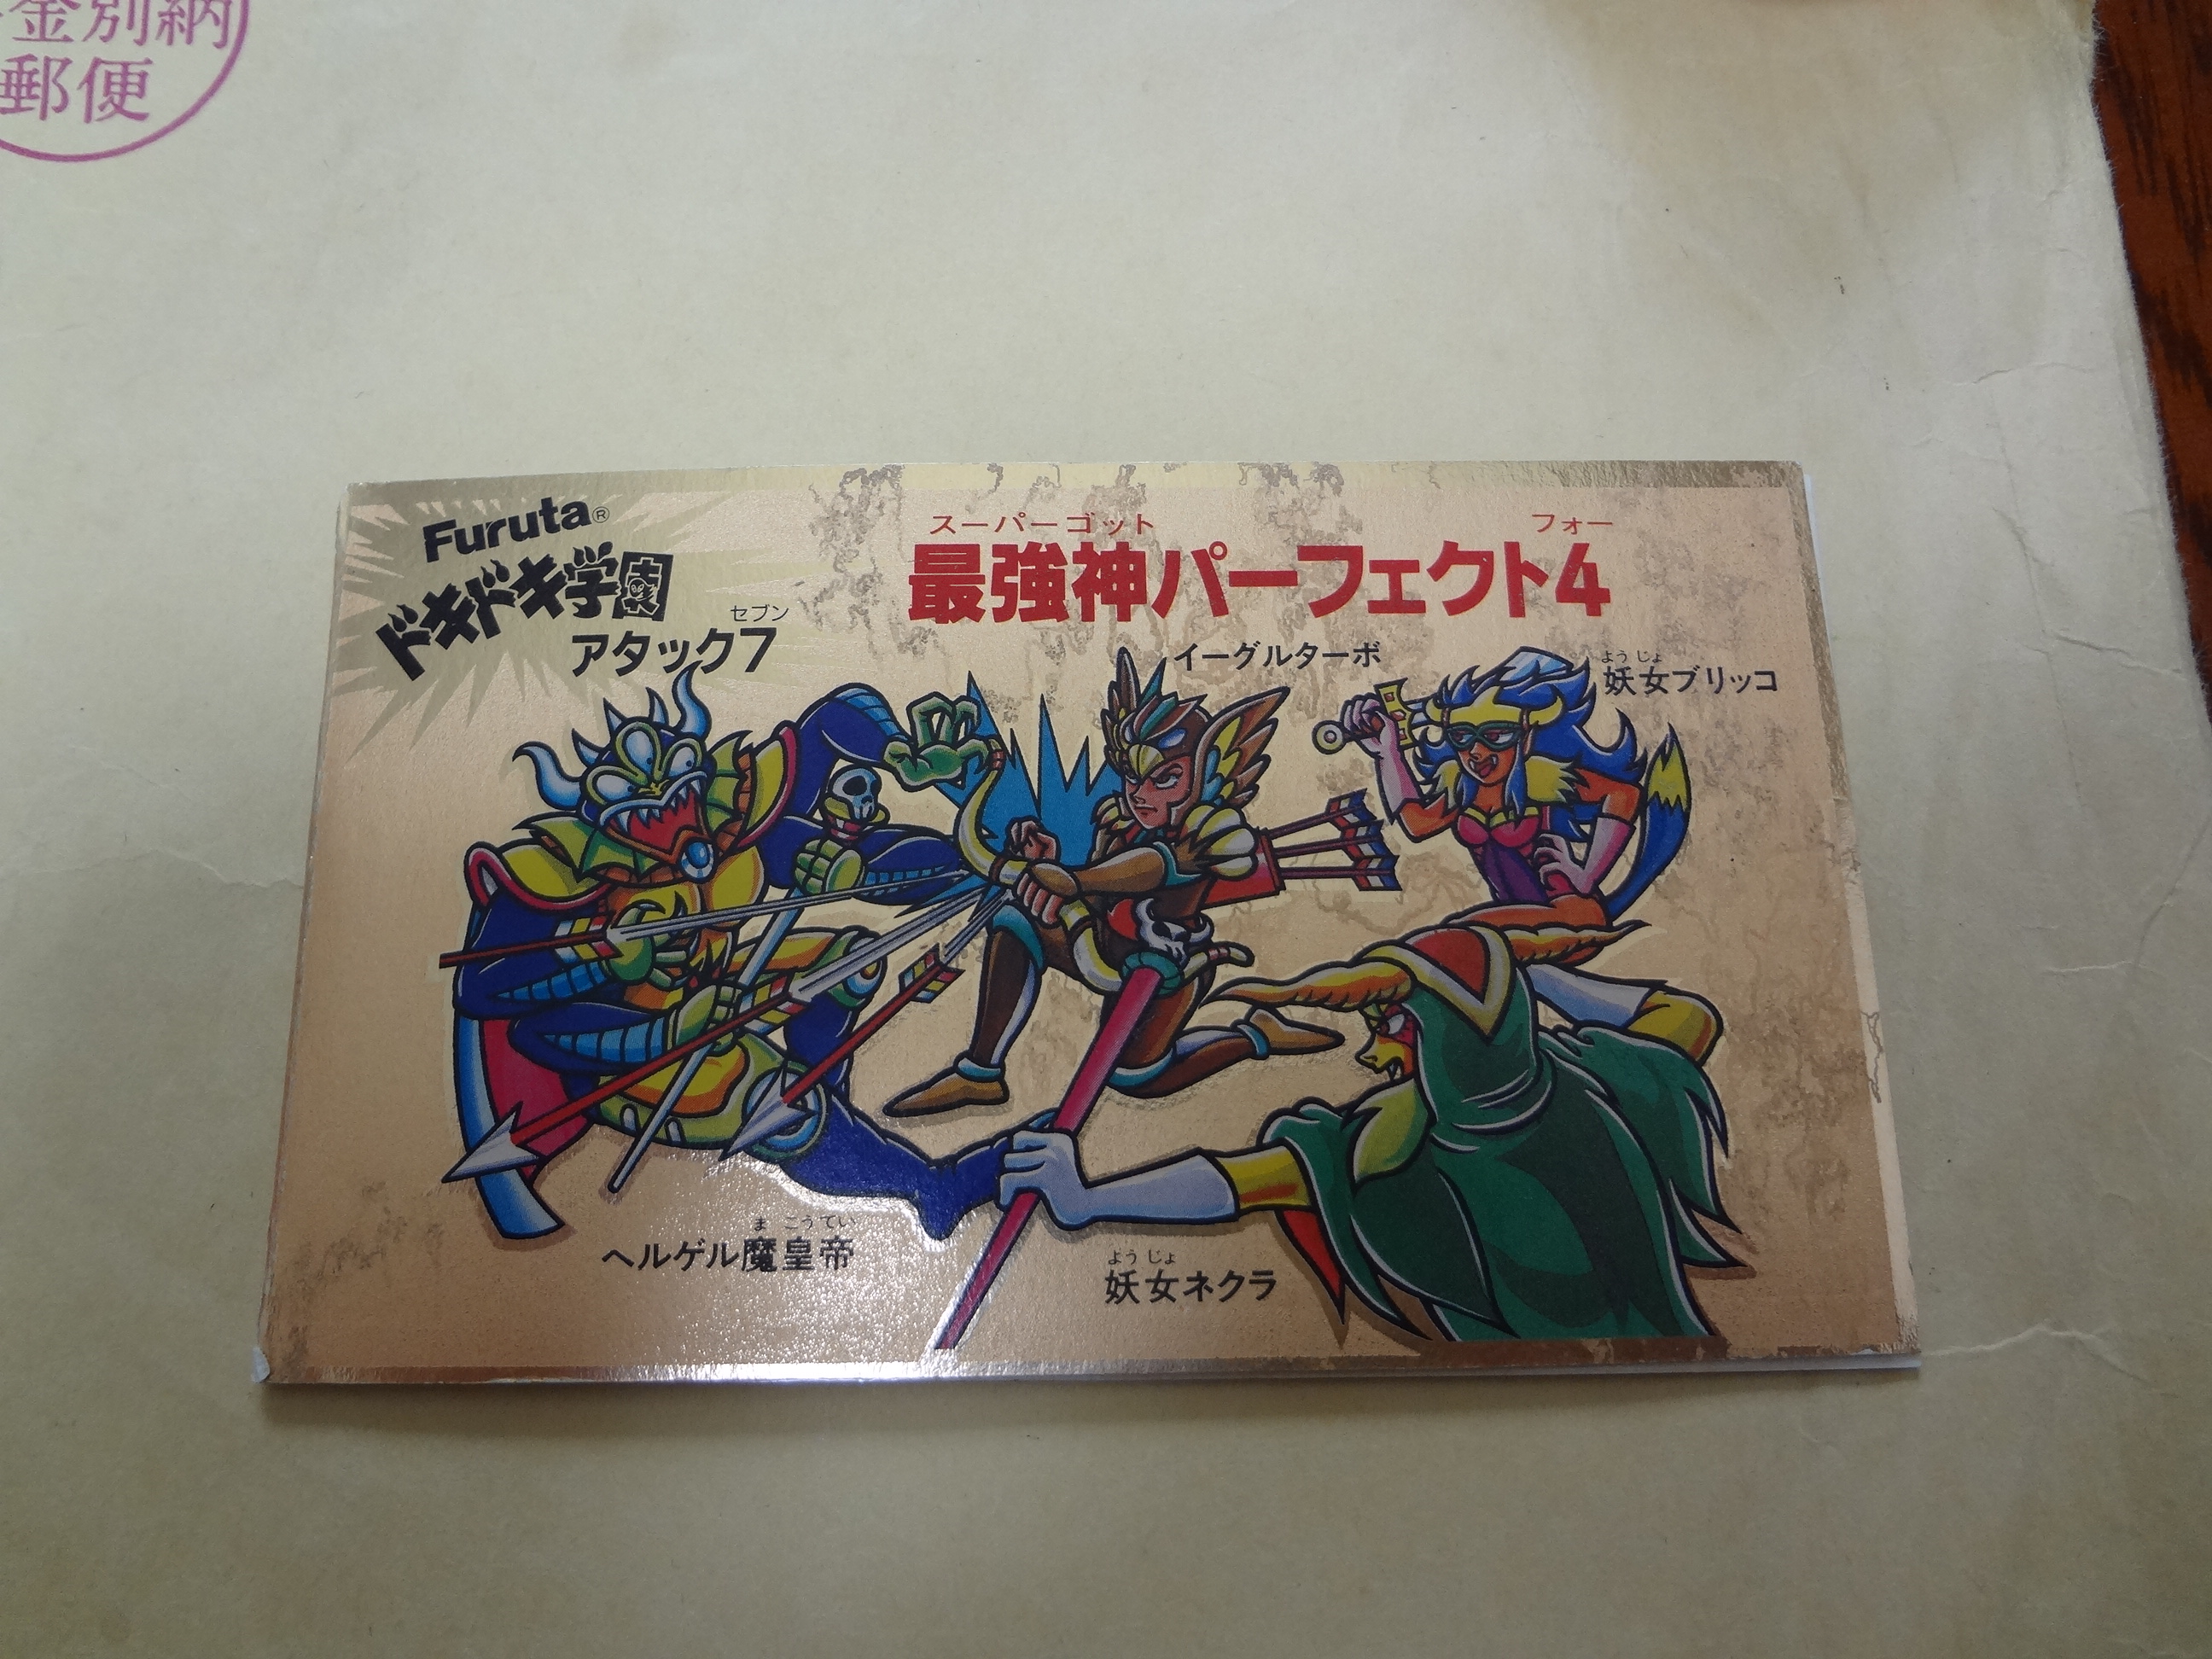 金別納
郵便
Furuta®
ドキドキ学園
セブン
アタック7
スーパーゴット フォー
最強神パーフェクト4
イーグルターボ
ようじょ
妖女ブリッコ
まこうてい
ヘルゲル魔皇帝
ようじょ
妖女ネクラ